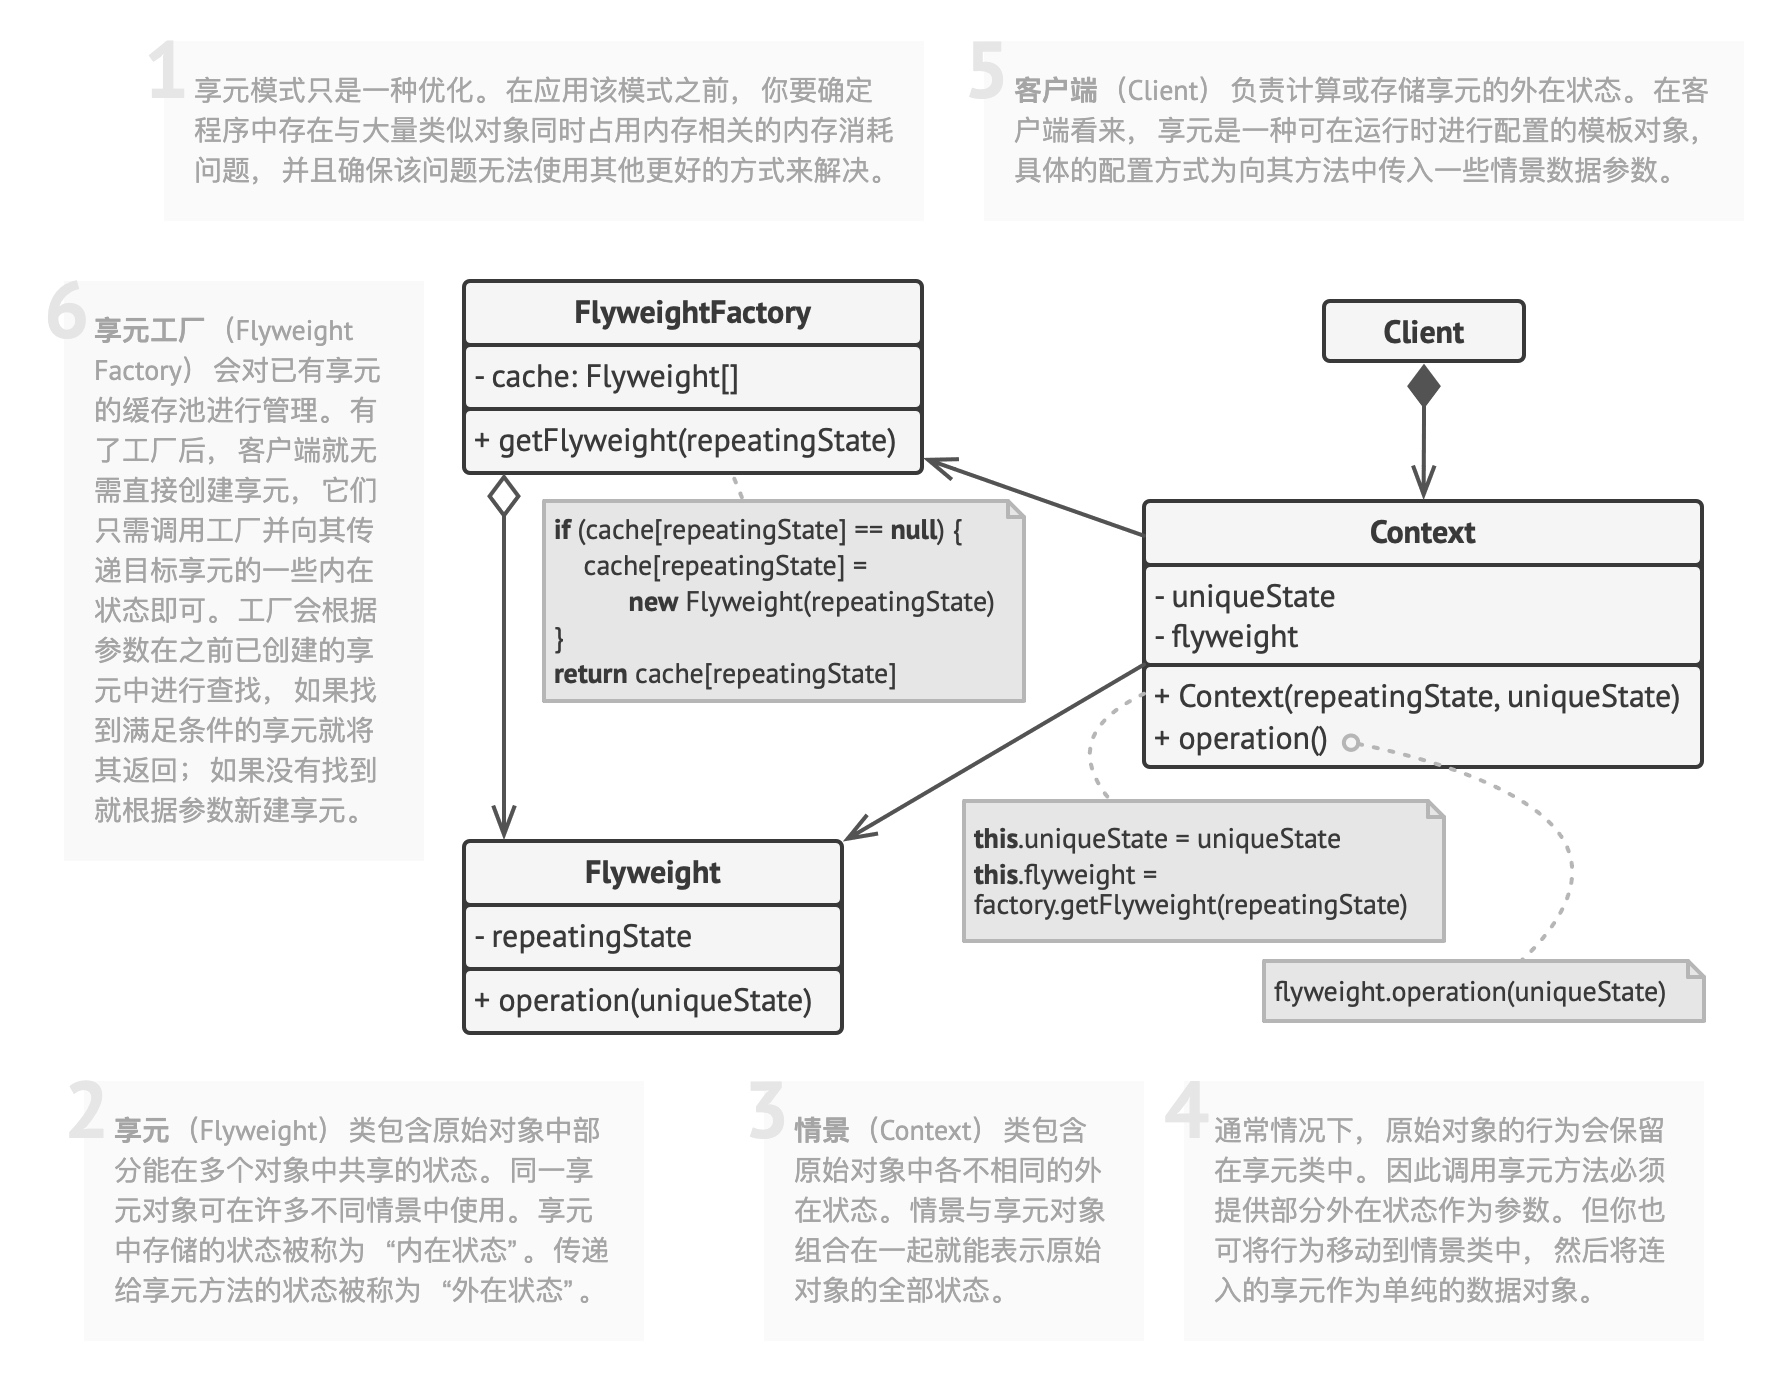 1
享元模式只是一种优化。在应用该模式之前，你要确定
程序中存在与大量类似对象同时占用内存相关的内存消耗
问题，并且确保该问题无法使用其他更好的方式来解决。
5
客户端（Client）负责计算或存储享元的外在状态。在客
户端看来，享元是一种可在运行时进行配置的模板对象，
具体的配置方式为向其方法中传入一些情景数据参数。
6
享元工厂（Flyweight
Factory）会对已有享元
的缓存池进行管理。有
了工厂后，客户端就无
需直接创建享元，它们
只需调用工厂并向其传
递目标享元的一些内在
状态即可。工厂会根据
参数在之前已创建的享
元中进行查找，如果找
到满足条件的享元就将
其返回；如果没有找到
就根据参数新建享元。
FlyweightFactory
- cache: Flyweight[]
+ getFlyweight(repeatingState)
if (cache[repeatingState] == null) {
cache[repeatingState] =
new Flyweight(repeatingState)
}
return cache[repeatingState]
Client
Context
- uniqueState
- flyweight
+ Context(repeatingState, uniqueState)
+ operation()
this.uniqueState = uniqueState
this.flyweight =
factory.getFlyweight(repeatingState)
flyweight.operation(uniqueState)
Flyweight
- repeatingState
+ operation(uniqueState)
2
享元（Flyweight）类包含原始对象中部
分能在多个对象中共享的状态。同一享
元对象可在许多不同情景中使用。享元
中存储的状态被称为“内在状态”。传递
给享元方法的状态被称为“外在状态”。
3
情景（Context）类包含
原始对象中各不相同的外
在状态。情景与享元对象
组合在一起就能表示原始
对象的全部状态。
4
通常情况下，原始对象的行为会保留
在享元类中。因此调用享元方法必须
提供部分外在状态作为参数。但你也
可将行为移动到情景类中，然后将连
入的享元作为单纯的数据对象。